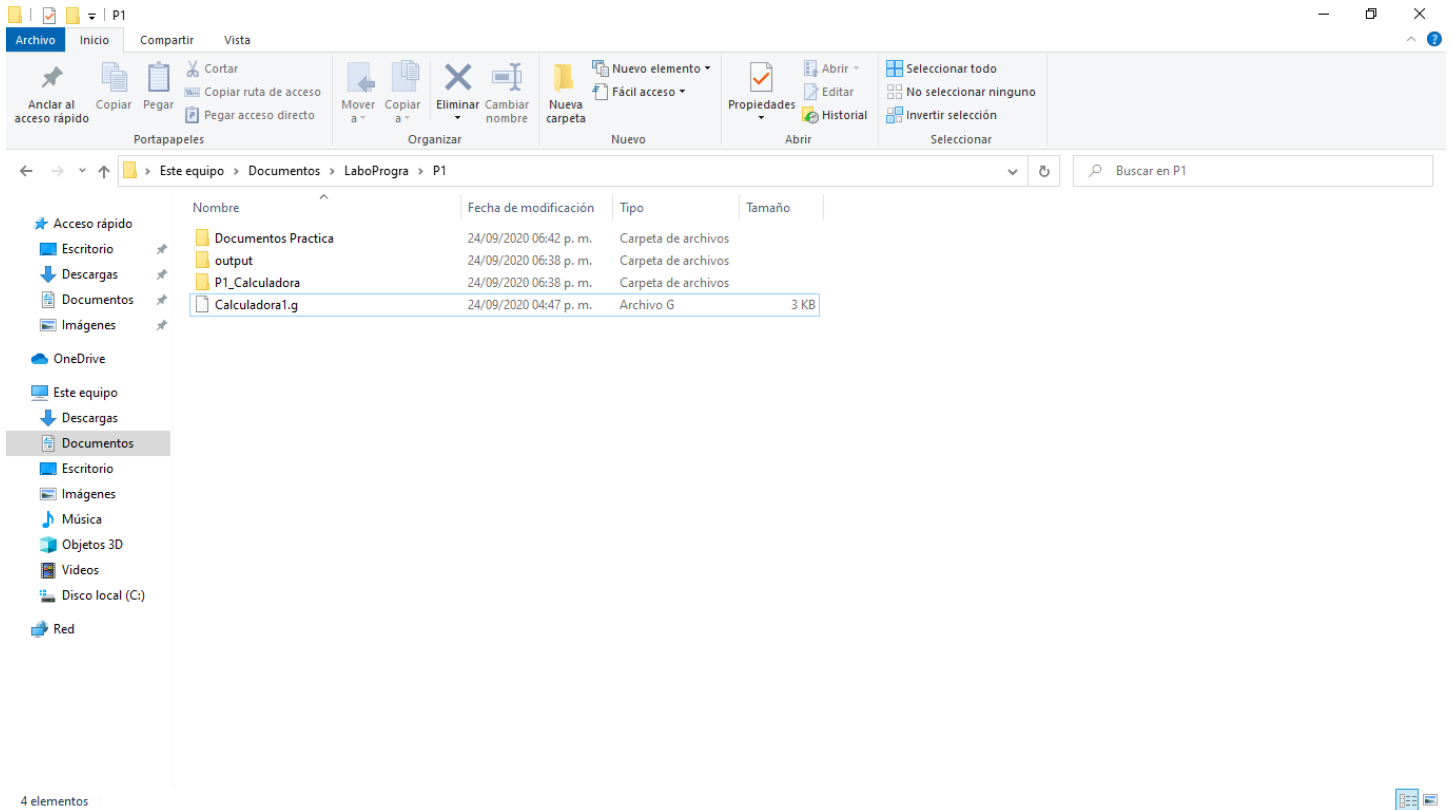 P1
Archivo Inicio Compartir Vista
Anclar al acceso rápido
Copiar
Pegar
Cortar
Copiar ruta de acceso
Pegar acceso directo
Portapapeles
Mover a
Copiar a
Eliminar
Cambiar nombre
Organizar
Nueva carpeta
Nuevo elemento
Fácil acceso
Nuevo
Propiedades
Abrir
Editar
Historial
Abrir
Seleccionar todo
No seleccionar ninguno
Invertir selección
Seleccionar
Este equipo > Documentos > LaboProgra > P1
Buscar en P1
Acceso rápido
Escritorio
Descargas
Documentos
Imágenes
OneDrive
Este equipo
Descargas
Documentos
Escritorio
Imágenes
Música
Objetos 3D
Videos
Disco local (C:)
Red
Nombre Fecha de modificación Tipo Tamaño
Documentos Practica 24/09/2020 06:42 p. m. Carpeta de archivos
output 24/09/2020 06:38 p. m. Carpeta de archivos
P1_Calculadora 24/09/2020 06:38 p. m. Carpeta de archivos
Calculadora1.g 24/09/2020 04:47 p. m. Archivo G 3 KB
4 elementos